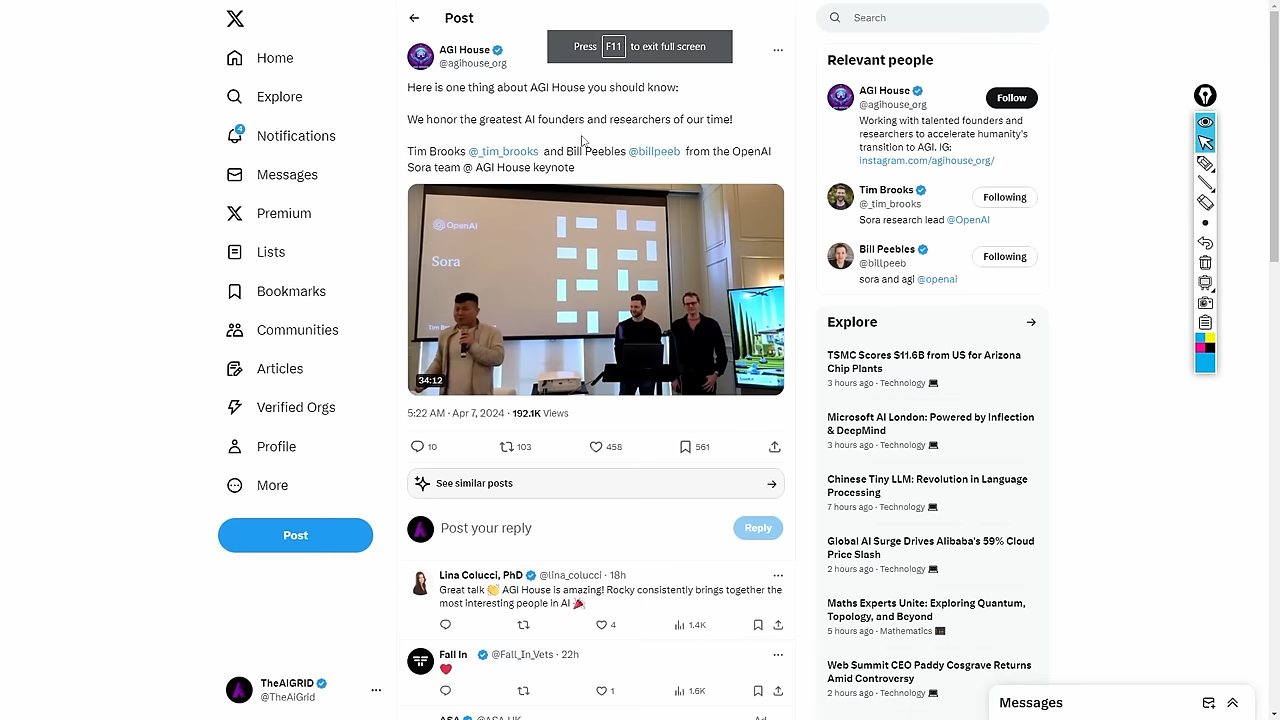 Home
Explore
4
Notifications
Messages
Premium
Lists
Bookmarks
Communities
Articles
Verified Orgs
Profile
More
Post
TheAIGRID
@TheAIGrid
Post
Press F11 to exit full screen
AGI House
@agihouse_org
Here is one thing about AGI House you should know:
We honor the greatest AI founders and researchers of our time!
Tim Brooks @_tim_brooks and Bill Peebles @billpeeb from the OpenAI
Sora team @ AGI House keynote
OpenAI
Sora
34:12
5:22 AM · Apr 7, 2024 · 192.1K Views
10 103 458 561
See similar posts
Post your reply
Reply
Lina Colucci, PhD @lina_colucci · 18h
Great talk 👏 AGI House is amazing! Rocky consistently brings together the
most interesting people in AI 🎉
4 1.4K
Fall In @Fall_In_Vets · 22h
❤️
1 1.6K
Search
Relevant people
AGI House
@agihouse_org
Follow
Working with talented founders and
researchers to accelerate humanity's
transition to AGI. IG:
instagram.com/agihouse_org/
Tim Brooks
@_tim_brooks
Following
Sora research lead @OpenAI
Bill Peebles
@billpeeb
Following
sora and agi @openai
Explore
TSMC Scores $11.6B from US for Arizona
Chip Plants
3 hours ago · Technology
Microsoft AI London: Powered by Inflection
& DeepMind
3 hours ago · Technology
Chinese Tiny LLM: Revolution in Language
Processing
7 hours ago · Technology
Global AI Surge Drives Alibaba's 59% Cloud
Price Slash
2 hours ago · Technology
Maths Experts Unite: Exploring Quantum,
Topology, and Beyond
5 hours ago · Mathematics
Web Summit CEO Paddy Cosgrave Returns
Amid Controversy
2 hours ago · Technology
Messages